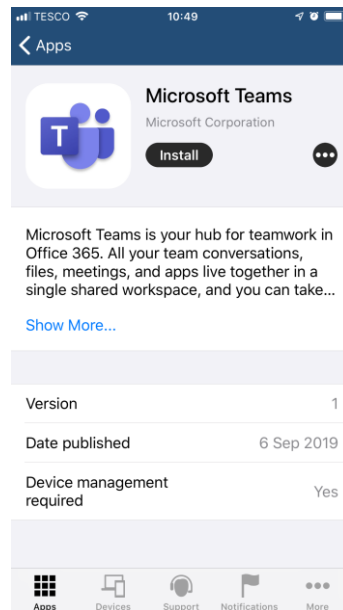 TESCO 10:49
Apps
Microsoft Teams
Microsoft Corporation
Install
T
Microsoft Teams is your hub for teamwork in
Office 365. All your team conversations,
files, meetings, and apps live together in a
single shared workspace, and you can take...
Show More...
Version 1
Date published 6 Sep 2019
Device management
required Yes
Apps Devices Support Notifications More